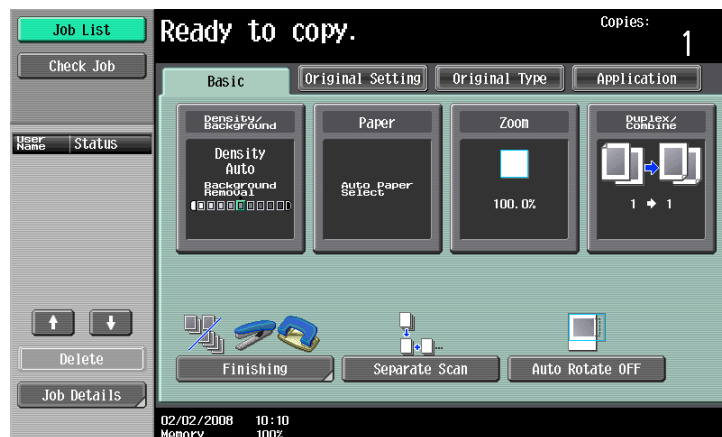 Job List
Ready to copy.
Copies:
1
Check Job
Basic
Original Setting
Original Type
Application
User Name
Status
Density/
Background
Density
Auto
Background
Removal
Paper
Auto Paper
Select
Zoom
100.0%
Duplex/
Combine
1 → 1
Delete
Job Details
Finishing
Separate Scan
Auto Rotate OFF
02/02/2008 10:10
Memory 100%